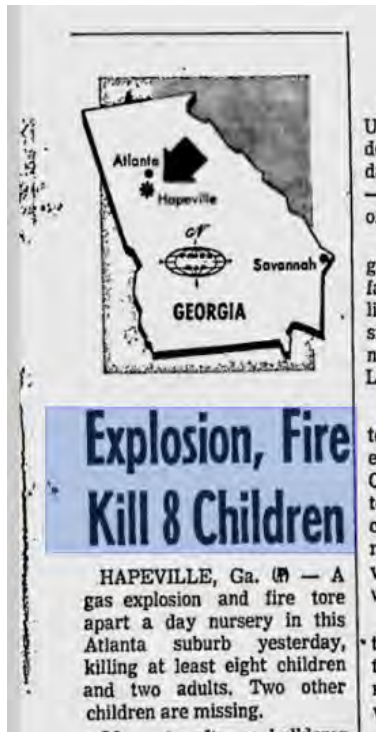 Atlanta
Hapeville
Savannah
GEORGIA
Explosion, Fire
Kill 8 Children
HAPEVILLE, Ga. (AP) — A
gas explosion and fire tore
apart a day nursery in this
Atlanta suburb yesterday,
killing at least eight children
and two adults. Two other
children are missing.